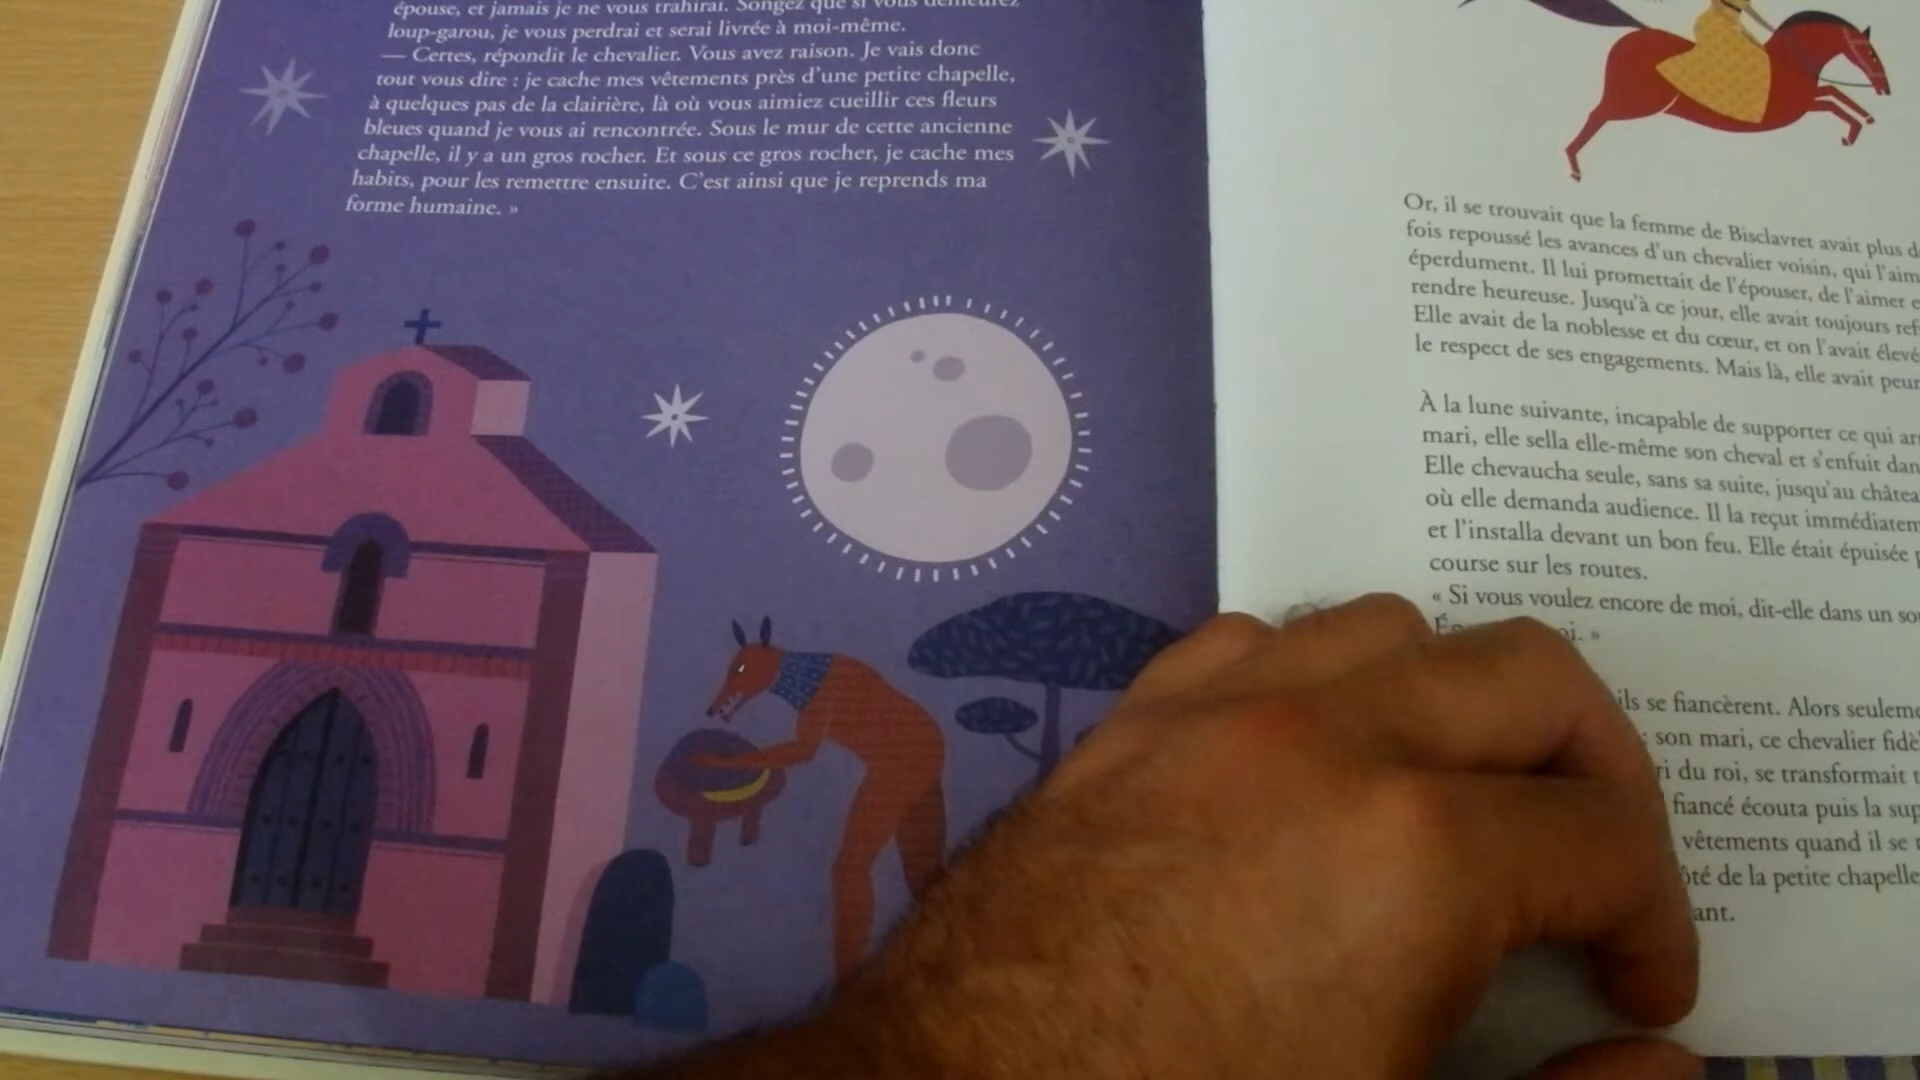 épouse, et jamais je ne vous trahirai. Songez que si vous demeurez
loup-garou, je vous perdrai et serai livrée à moi-même.
— Certes, répondit le chevalier. Vous avez raison. Je vais donc
tout vous dire : je cache mes vêtements près d'une petite chapelle,
à quelques pas de la clairière, là où vous aimiez cueillir ces fleurs
bleues quand je vous ai rencontrée. Sous le mur de cette ancienne
chapelle, il y a un gros rocher. Et sous ce gros rocher, je cache mes
habits, pour les remettre ensuite. C'est ainsi que je reprends ma
forme humaine. »
Or, il se trouvait que la femme de Bisclavret avait plus
fois repoussé les avances d'un chevalier voisin, qui
éperdument. Il lui promettait de l'épouser, de l'aimer
rendre heureuse. Jusqu'à ce jour, elle avait toujours
Elle avait de la noblesse et du cœur, et on l'avait
le respect de ses engagements. Mais là, elle avait peur
À la lune suivante, incapable de supporter ce qui
mari, elle sella elle-même son cheval et s'enfuit
Elle chevaucha seule, sans sa suite, jusqu'au
où elle demanda audience. Il la reçut
et l'installa devant un bon feu. Elle était épuisée
course sur les routes.
« Si vous voulez encore de moi, dit-elle dans un
»
ils se fiancèrent. Alors
son mari, ce chevalier
du roi, se transformait
fiancé écouta puis la
vêtements quand il se
de la petite chapelle